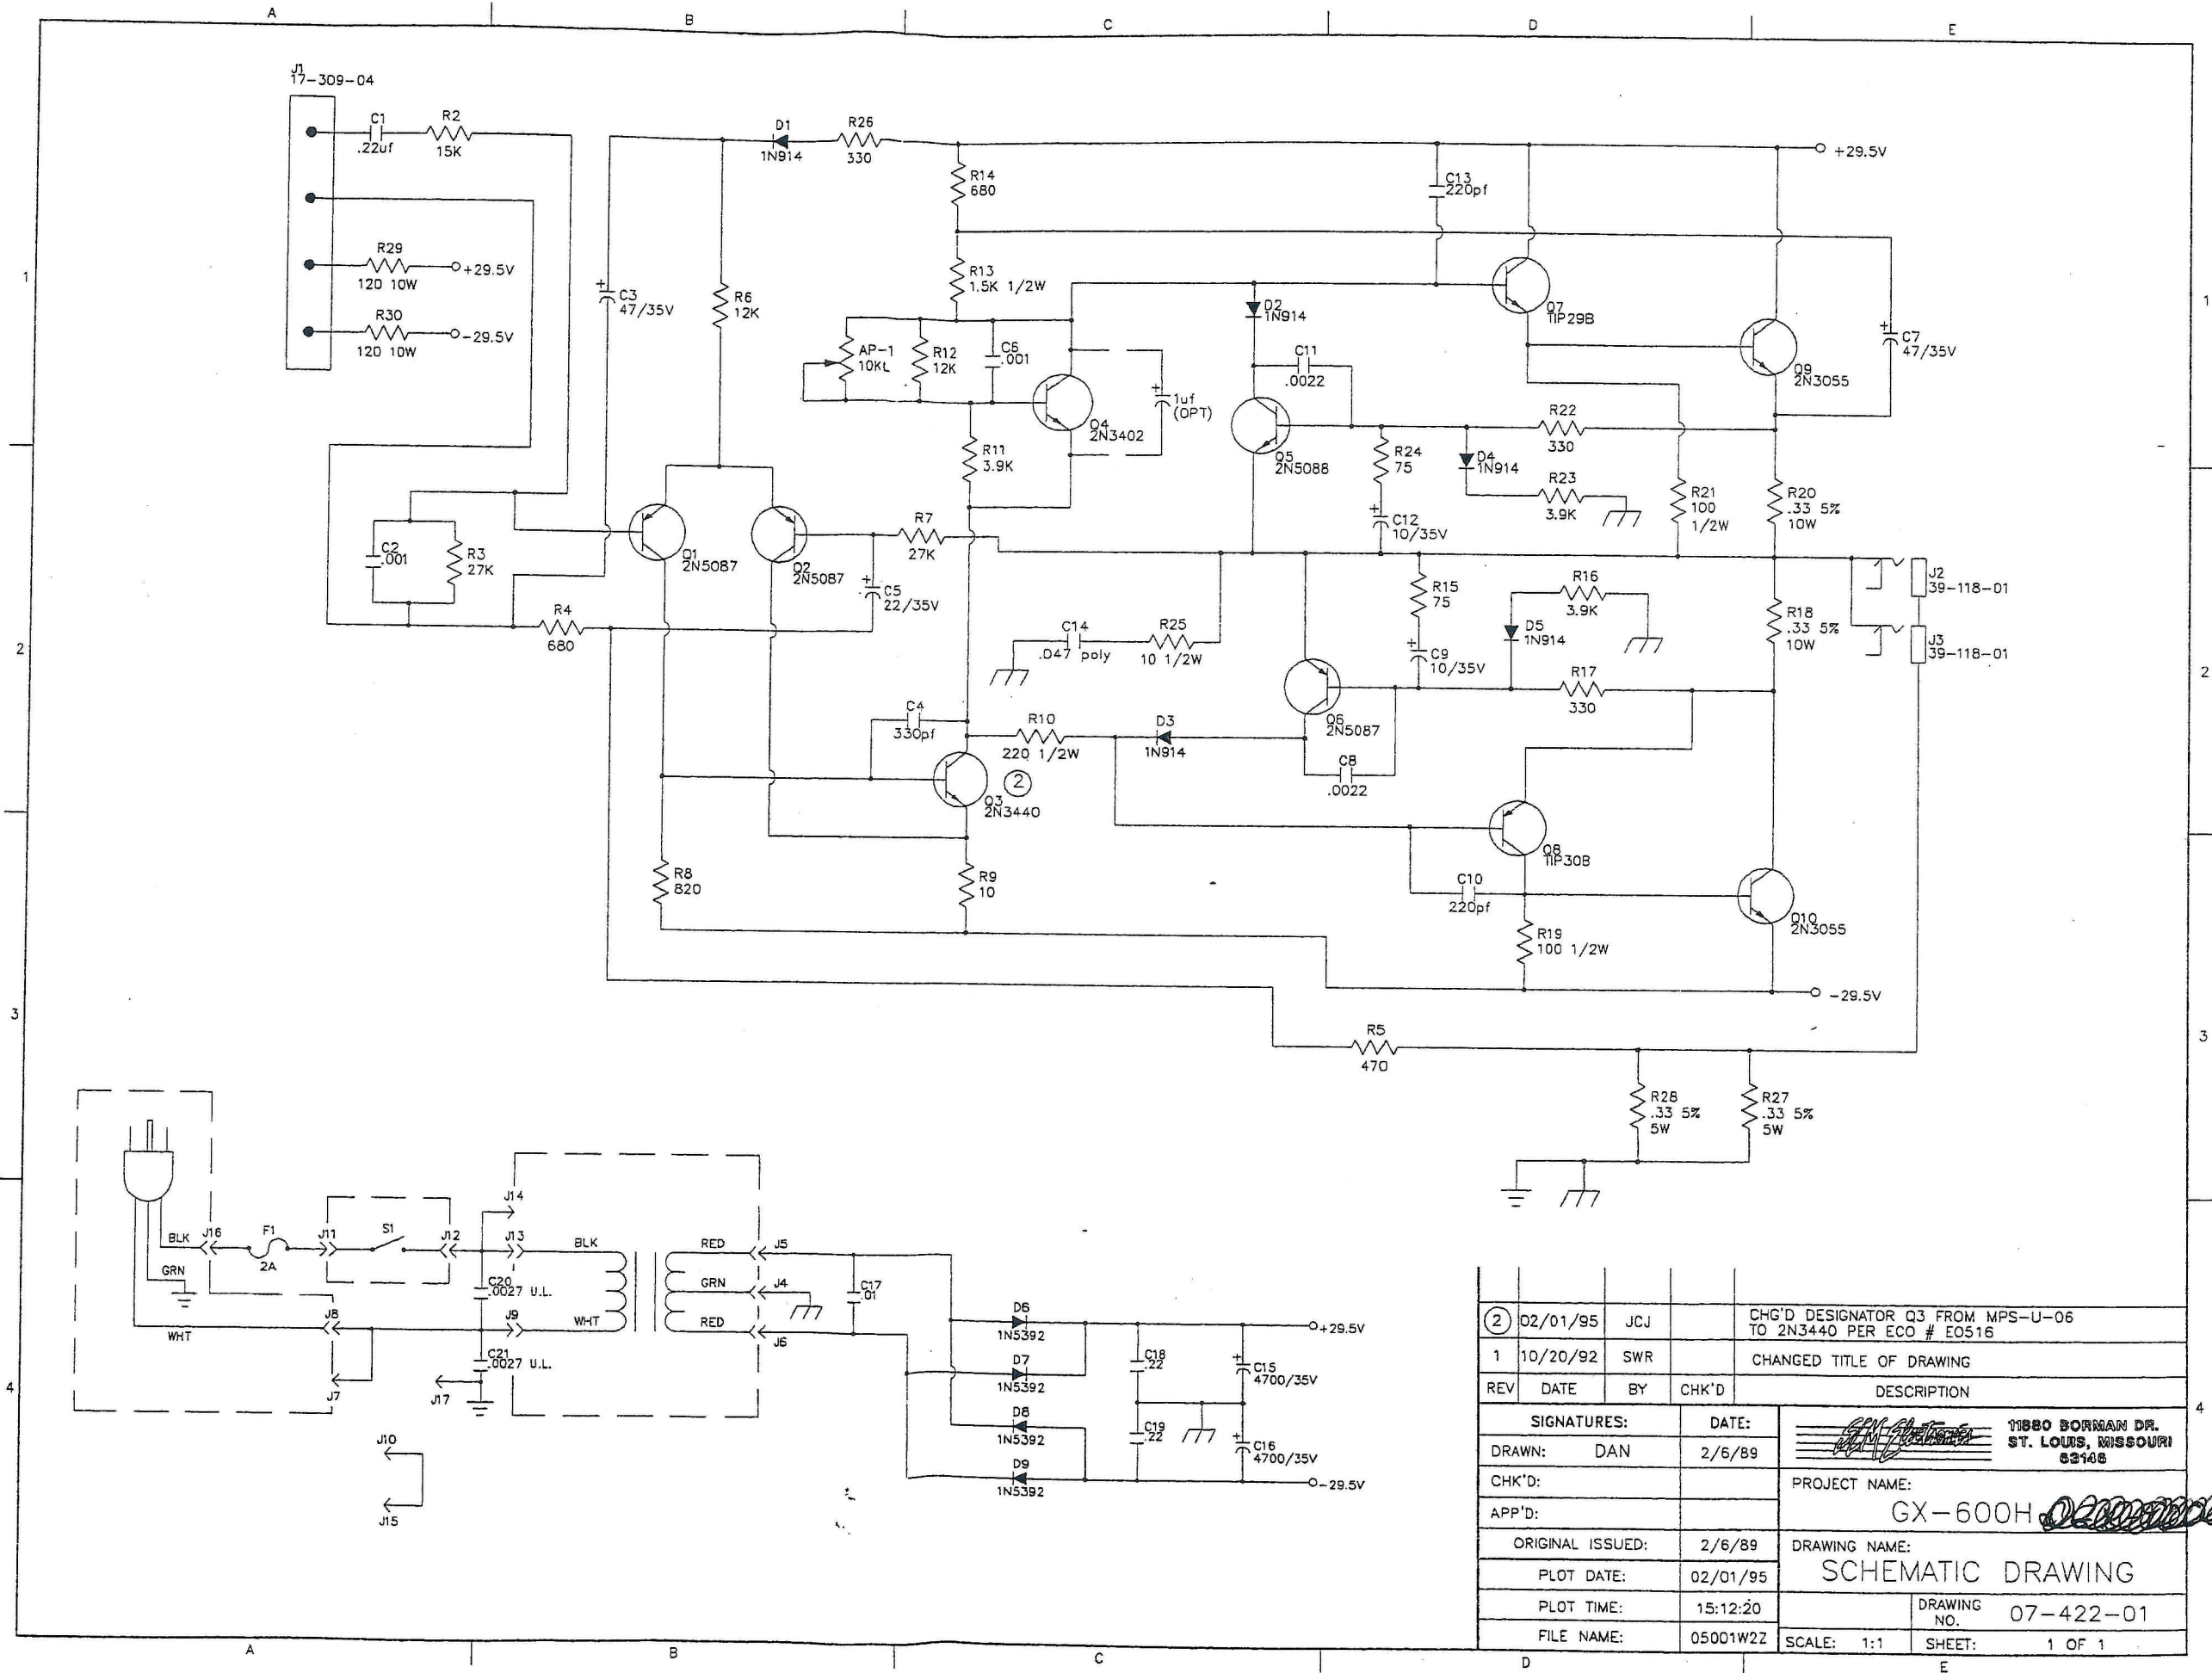 A
B
C
D
E
J1
17-309-04
C1
.22uf
R2
15K
D1
1N914
R26
330
+29.5V
R14
680
C13
220pf
R29
120 10W
+29.5V
R30
120 10W
-29.5V
1
1
+
C3
47/35V
R6
12K
R13
1.5K 1/2W
D2
1N914
Q7
TIP29B
AP-1
10KL
R12
12K
C6
.001
+
1uf
(OPT)
Q4
2N3402
C11
.0022
Q9
2N3055
+
C7
47/35V
R11
3.9K
Q5
2N5088
R24
75
D4
1N914
R22
330
R23
3.9K
R21
100
1/2W
R20
.33 5%
10W
C2
.001
R3
27K
Q1
2N5087
Q2
2N5087
R7
27K
+
C5
22/35V
+
C12
10/35V
R4
680
R15
75
R16
3.9K
D5
1N914
R18
.33 5%
10W
J2
39-118-01
J3
39-118-01
2
2
C14
.047 poly
R25
10 1/2W
+
C9
10/35V
R17
330
C4
330pf
R10
220 1/2W
D3
1N914
Q6
2N5087
C8
.0022
Q3
2N3440
2
Q8
TIP30B
R8
820
R9
10
C10
220pf
R19
100 1/2W
Q10
2N3055
-29.5V
3
3
R5
470
R28
.33 5%
5W
R27
.33 5%
5W
BLK
J16
F1
2A
J11
S1
J12
J14
J13
BLK
GRN
WHT
J8
J7
C20
.0027 U.L.
J9
WHT
C21
.0027 U.L.
J17
RED
J5
GRN
J4
RED
J6
C17
.01
D6
1N5392
D7
1N5392
D8
1N5392
D9
1N5392
C18
.22
C19
.22
+
C15
4700/35V
+
C16
4700/35V
+29.5V
-29.5V
J10
J15
4
4
2 02/01/95 JCJ CHG'D DESIGNATOR Q3 FROM MPS-U-06
TO 2N3440 PER ECO # E0516
1 10/20/92 SWR CHANGED TITLE OF DRAWING
REV DATE BY CHK'D DESCRIPTION
SIGNATURES: DATE:
DRAWN: DAN 2/6/89
CHK'D:
APP'D:
ORIGINAL ISSUED: 2/6/89
PLOT DATE: 02/01/95
PLOT TIME: 15:12:20
FILE NAME: 05001W2Z
SLM Electronics
11880 BORMAN DR.
ST. LOUIS, MISSOURI
63146
PROJECT NAME:
GX-600H
DRAWING NAME:
SCHEMATIC DRAWING
DRAWING
NO. 07-422-01
SCALE: 1:1 SHEET: 1 OF 1
A
B
C
D
E